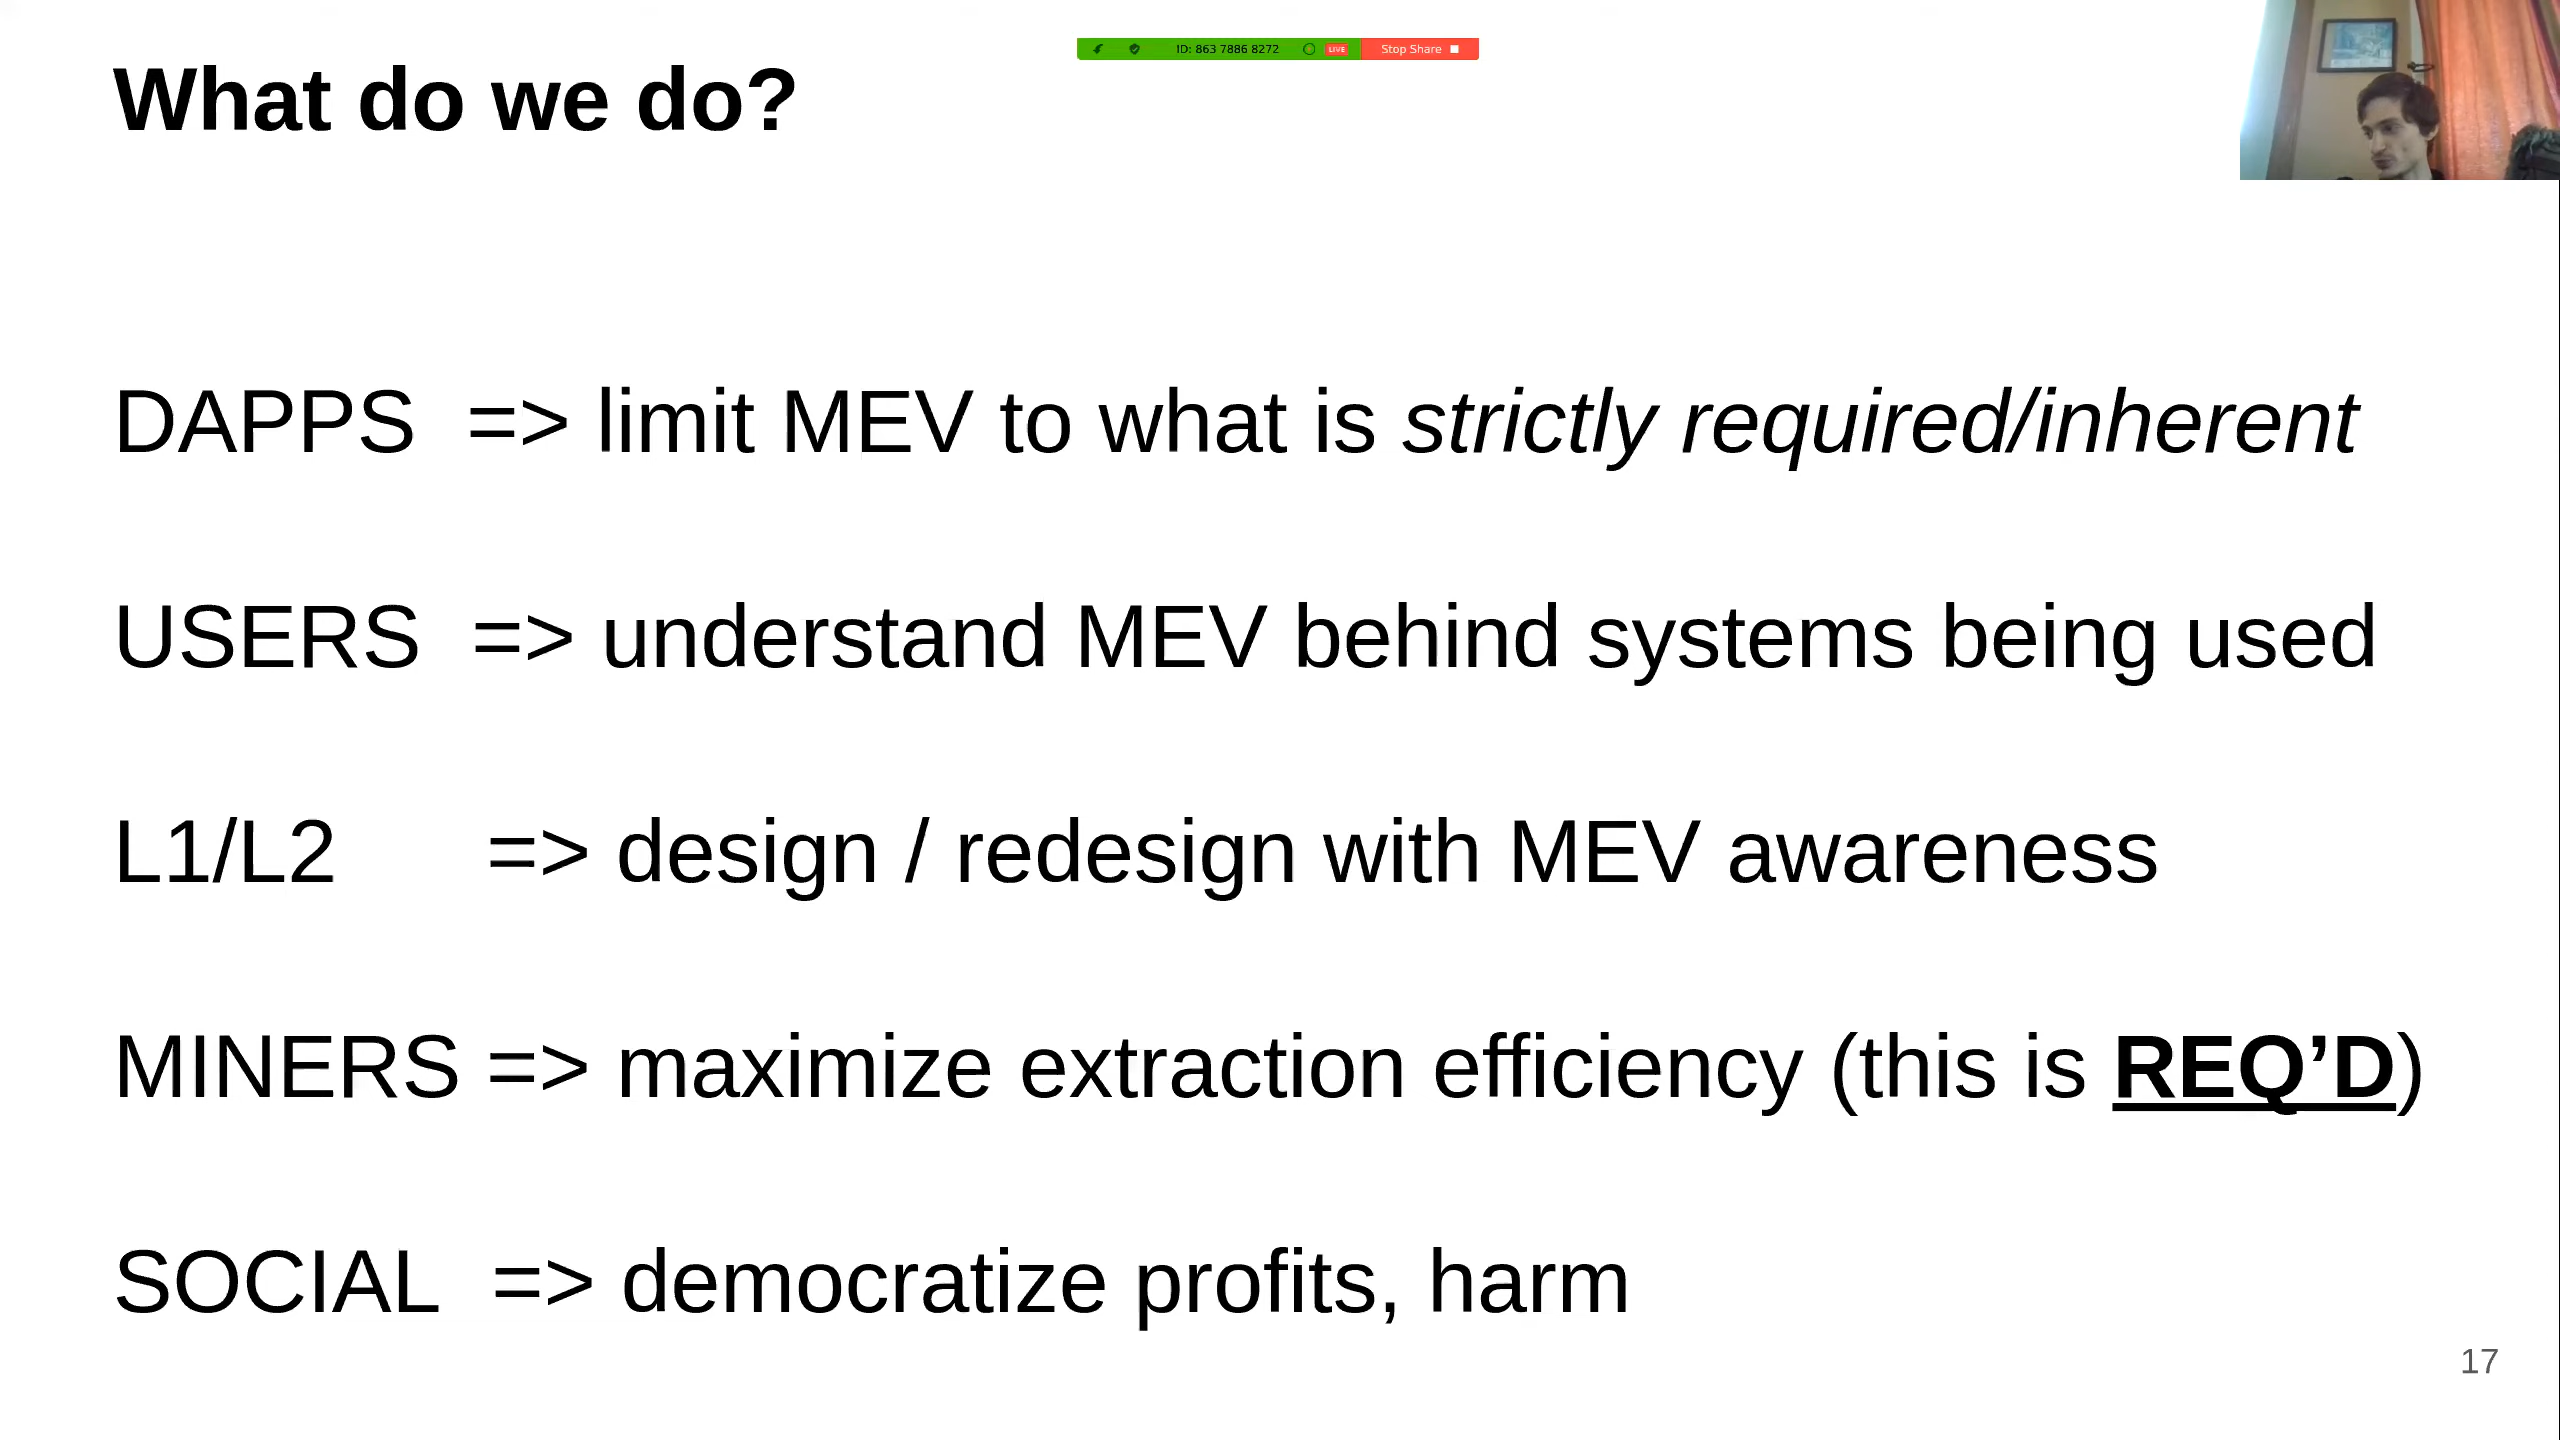 What do we do?
ID: 863 7886 8272 LIVE Stop Share
DAPPS => limit MEV to what is strictly required/inherent
USERS => understand MEV behind systems being used
L1/L2 => design / redesign with MEV awareness
MINERS => maximize extraction efficiency (this is REQ’D)
SOCIAL => democratize profits, harm
17